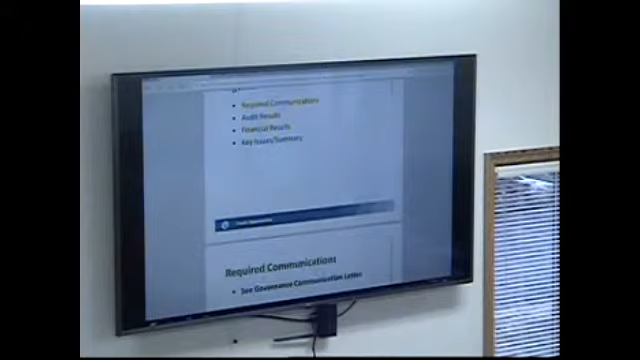 Required Communications
Audit Results
Financial Results
Key Issues/Summary
Required Communications
See Governance Communication Letter